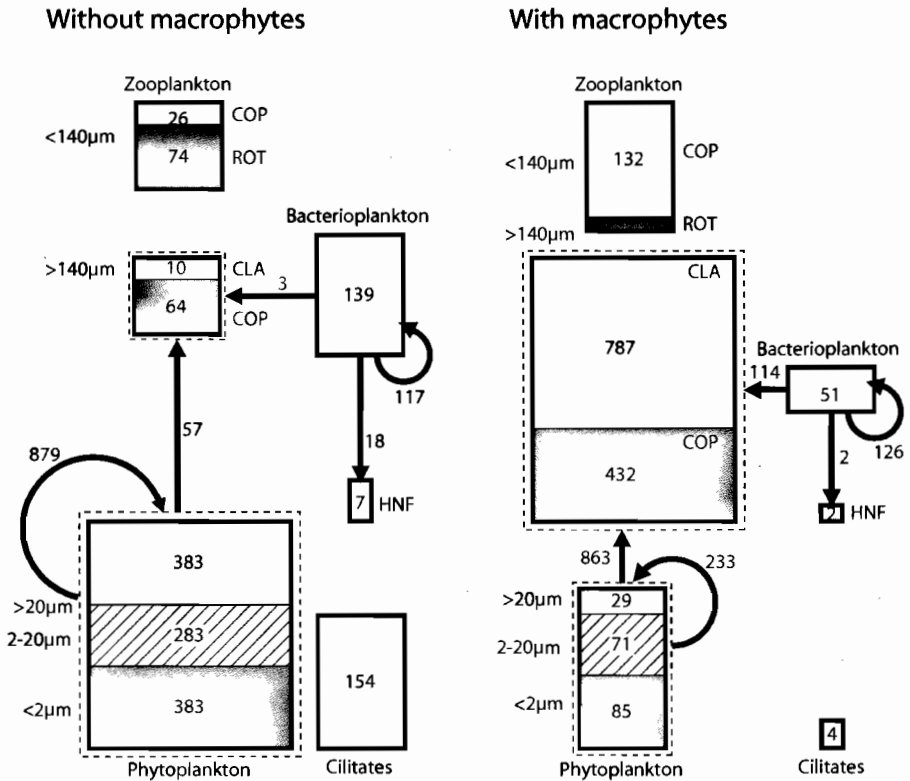 Without macrophytes
Zooplankton
<140µm
26
COP
74
ROT
>140µm
10
CLA
64
COP
Bacterioplankton
139
3
117
18
7
HNF
57
879
383
>20µm
283
2-20µm
383
<2µm
Phytoplankton
154
Cilitates
With macrophytes
Zooplankton
<140µm
132
COP
ROT
>140µm
CLA
787
COP
432
Bacterioplankton
114
51
126
2
2
HNF
863
233
>20µm
29
2-20µm
71
<2µm
85
Phytoplankton
4
Cilitates